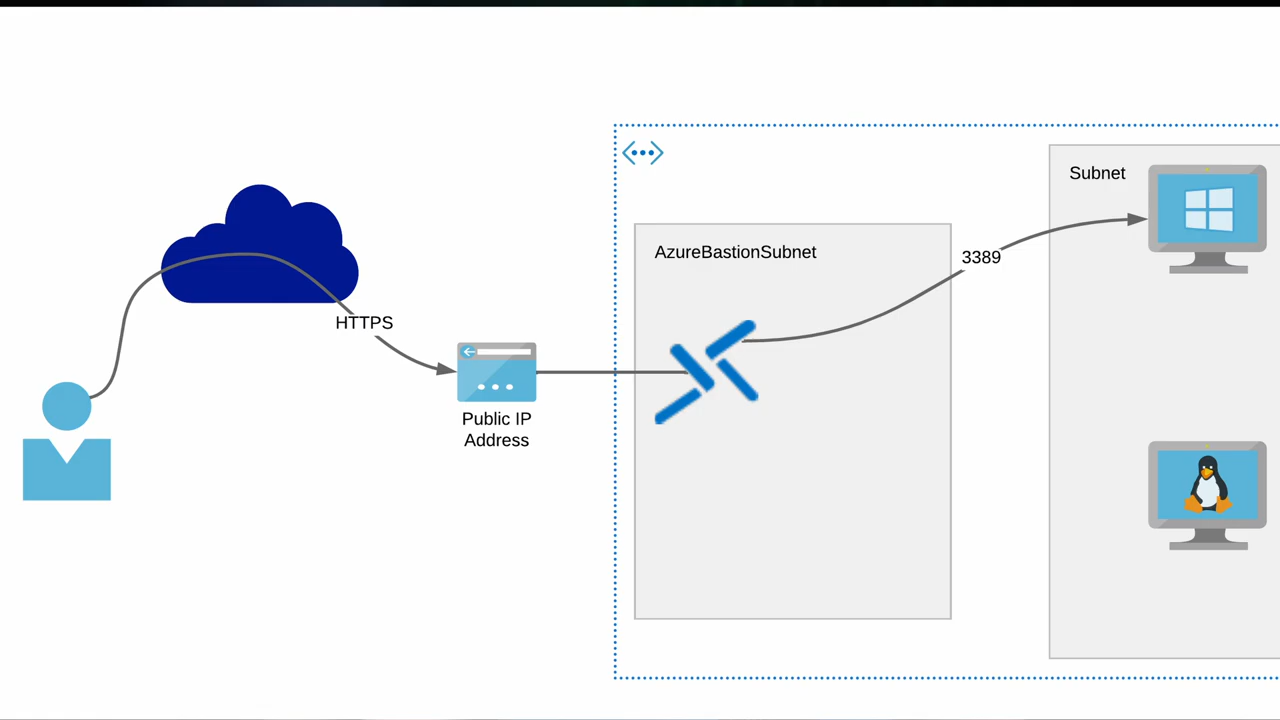 Subnet
AzureBastionSubnet
3389
HTTPS
Public IP
Address